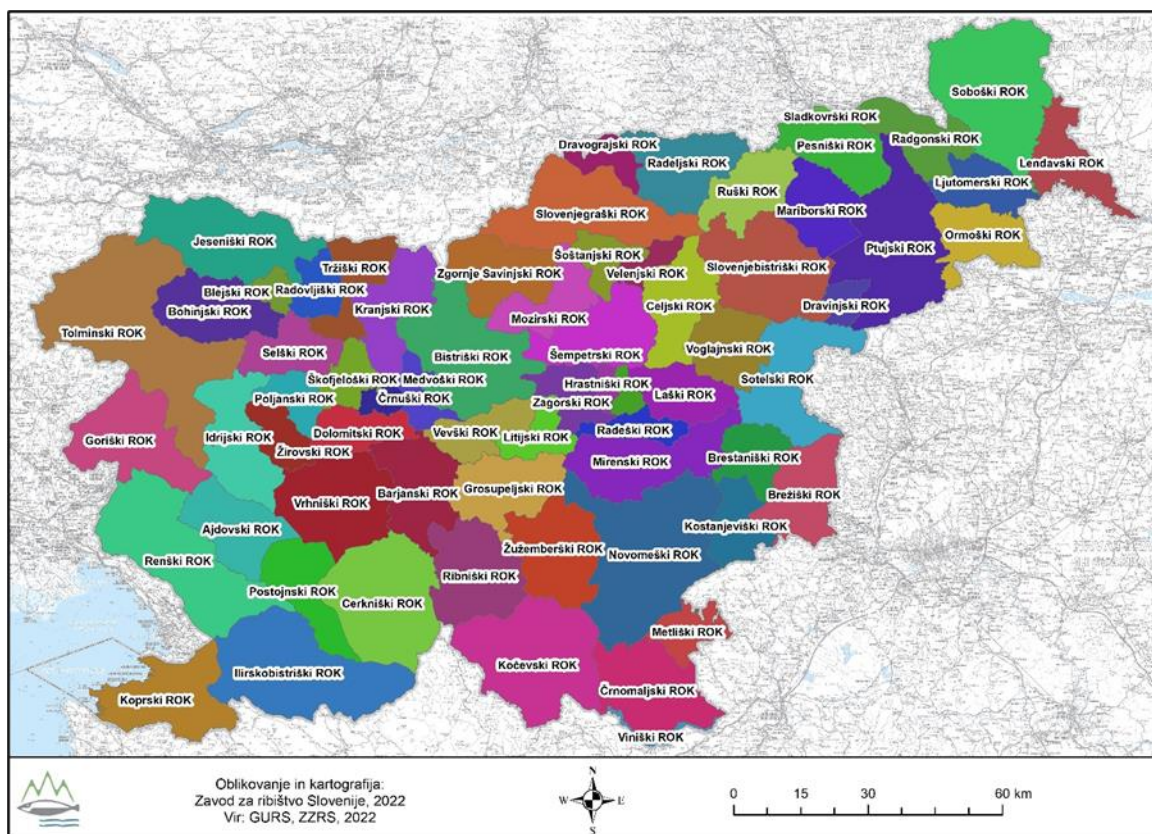 Soboški ROK
Sladkovrški ROK
Radgonski ROK
Pesniški ROK
Dravograjski ROK
Radeljski ROK
Lendavski ROK
Ljutomerski ROK
Ruški ROK
Mariborski ROK
Slovenjegraški ROK
Ormoški ROK
Ptujski ROK
Jeseniški ROK
Šoštanjski ROK
Tržiški ROK
Zgornje Savinjski ROK
Velenjski ROK
Slovenjebistriški ROK
Blejski ROK
Radovljiški ROK
Bohinjski ROK
Kranjski ROK
Celjski ROK
Dravinjski ROK
Mozirski ROK
Tolminski ROK
Voglajnski ROK
Selški ROK
Bistriški ROK
Šempetrski ROK
Škofjeloški ROK
Medvoški ROK
Sotelski ROK
Hrastniški ROK
Poljanski ROK
Črnuški ROK
Zagorski ROK
Laški ROK
Goriški ROK
Idrijski ROK
Dolomitski ROK
Vevški ROK
Litijski ROK
Radeški ROK
Žirovski ROK
Brestaniški ROK
Mirenski ROK
Vrhniški ROK
Barjanski ROK
Grosupeljski ROK
Brežiški ROK
Ajdovski ROK
Kostanjeviški ROK
Žužemberški ROK
Novomeški ROK
Renški ROK
Ribniški ROK
Postojnski ROK
Cerkniški ROK
Metliški ROK
Kočevski ROK
Ilirskobistriški ROK
Črnomaljski ROK
Koprski ROK
Viniški ROK
Oblikovanje in kartografija:
Zavod za ribištvo Slovenije, 2022
Vir: GURS, ZZRS, 2022
N
W E
S
0 15 30 60 km